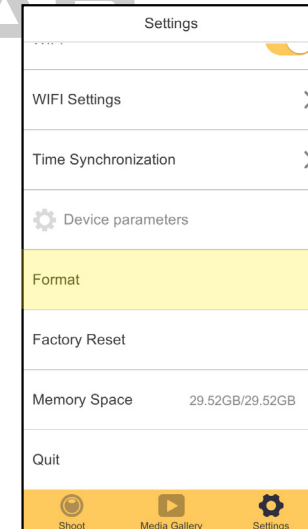 Settings
WIFI Settings
Time Synchronization
Device parameters
Format
Factory Reset
Memory Space 29.52GB/29.52GB
Quit
Shoot Media Gallery Settings